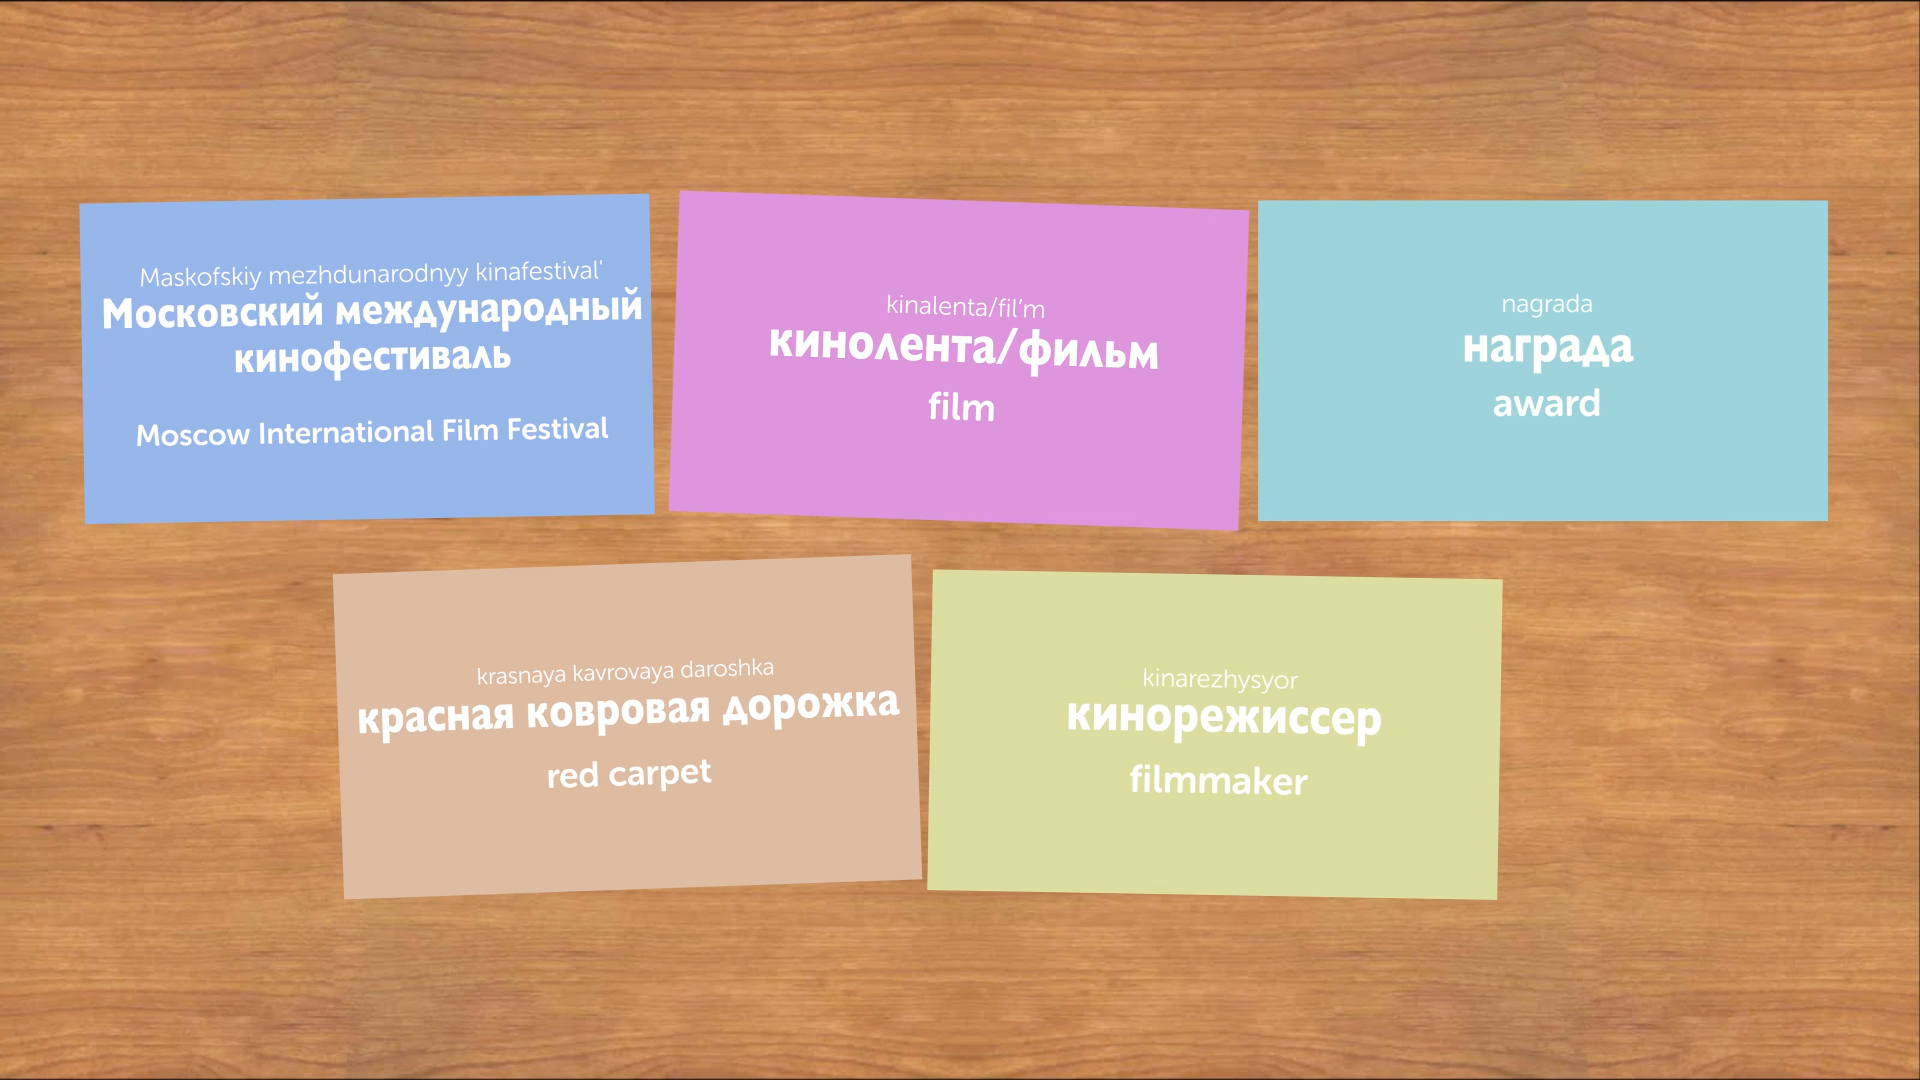 Maskofskiy mezhdunarodnyy kinafestival'
Московский международный
кинофестиваль
Moscow International Film Festival
kinalenta/fil'm
кинолента/фильм
film
nagrada
награда
award
krasnaya kavrovaya daroshka
красная ковровая дорожка
red carpet
kinarezhysyor
кинорежиссер
filmmaker